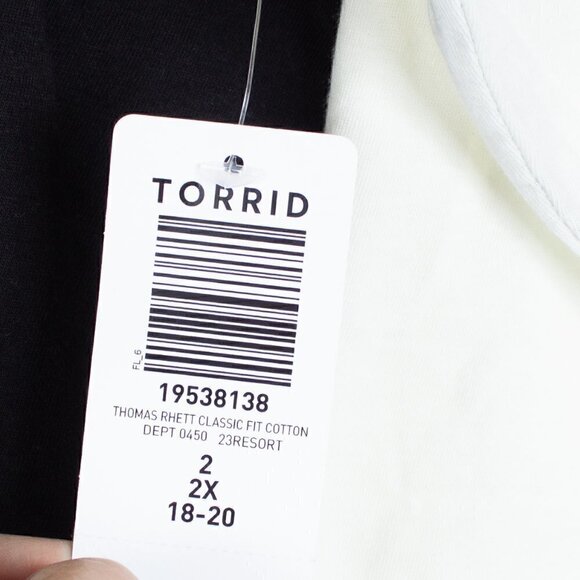 TORRID
FL_6
19538138
THOMAS RHETT CLASSIC FIT COTTON
DEPT 0450 23RESORT
2
2X
18-20